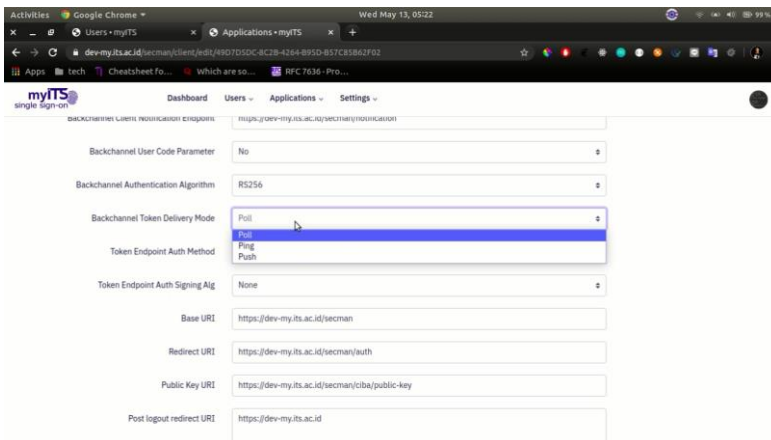 Activities Google Chrome Wed May 13, 05:22 99%
Users • myITS Applications • myITS
dev-my.its.ac.id/secman/client/edit/49D7D5DC-8C2B-4264-B95D-B57CB5B62F02
Apps tech Cheatsheet fo... Which are so... RFC 7636 - Pro...
myITS Dashboard Users Applications Settings
single sign-on
Backchannel Client Notification Endpoint https://dev-my.its.ac.id/secman/notification
Backchannel User Code Parameter No
Backchannel Authentication Algorithm RS256
Backchannel Token Delivery Mode Poll
Poll
Ping
Token Endpoint Auth Method
Push
Token Endpoint Auth Signing Alg None
Base URI https://dev-my.its.ac.id/secman
Redirect URI https://dev-my.its.ac.id/secman/auth
Public Key URI https://dev-my.its.ac.id/secman/ciba/public-key
Post logout redirect URI https://dev-my.its.ac.id